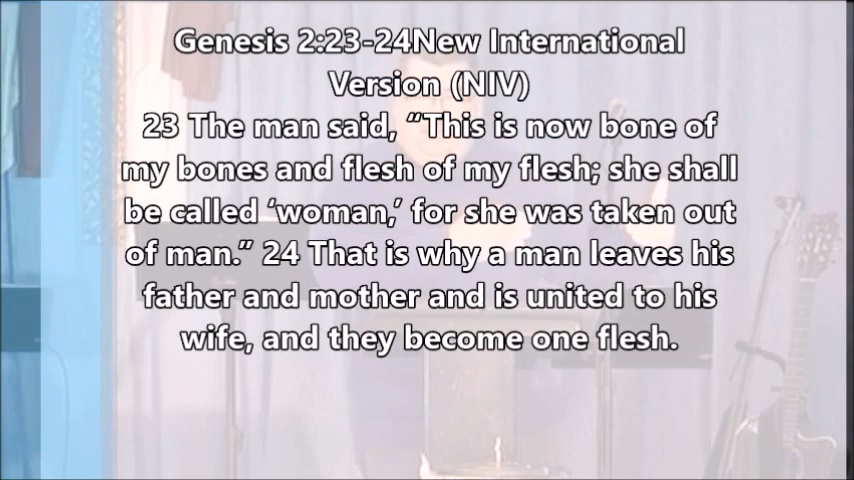 Genesis 2:23-24New International
Version (NIV)
23 The man said, “This is now bone of
my bones and flesh of my flesh; she shall
be called ‘woman,’ for she was taken out
of man.” 24 That is why a man leaves his
father and mother and is united to his
wife, and they become one flesh.